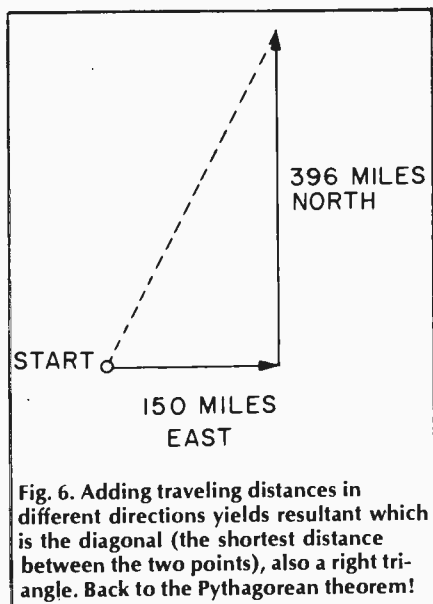 396 MILES
NORTH
START
150 MILES
EAST
Fig. 6. Adding traveling distances in
different directions yields resultant which
is the diagonal (the shortest distance
between the two points), also a right tri-
angle. Back to the Pythagorean theorem!